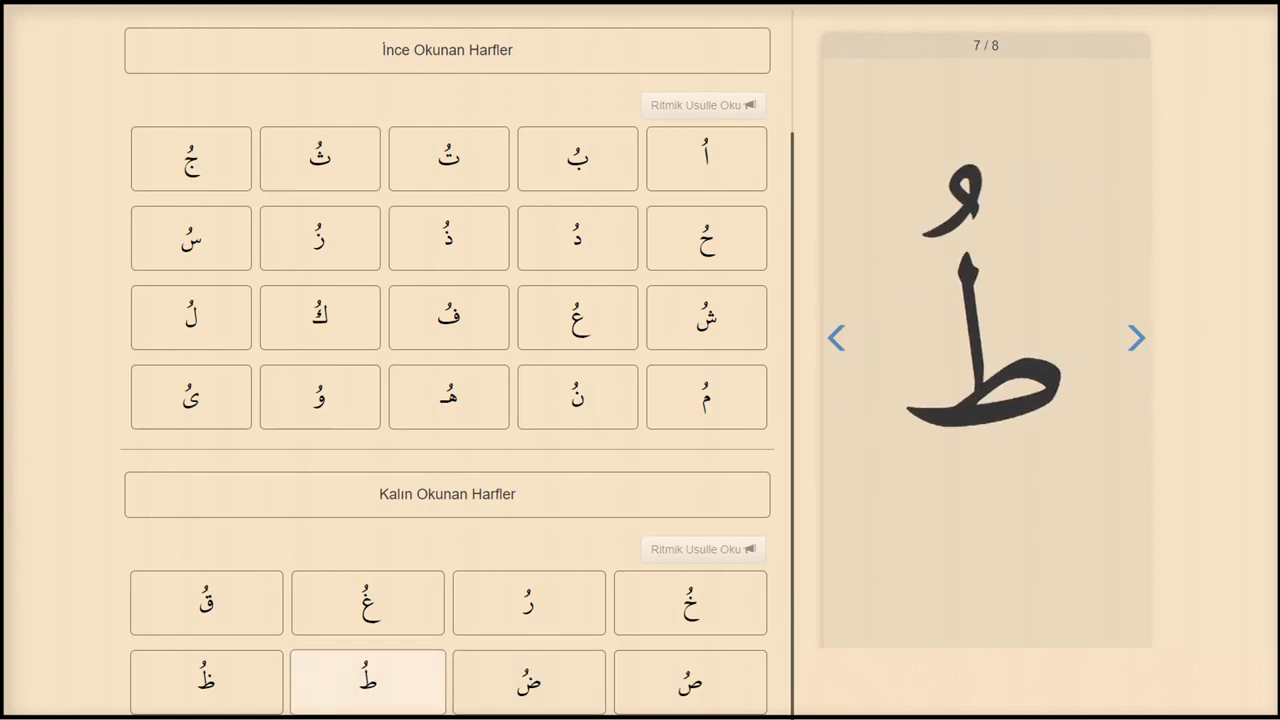 İnce Okunan Harfler
Ritmik Usulle Oku
اُ بُ تُ ثُ جُ
حُ دُ ذُ زُ سُ
شُ عُ فُ كُ لُ
مُ نُ هُـ وُ ىُ
Kalın Okunan Harfler
Ritmik Usulle Oku
خُ رُ غُ قُ
صُ ضُ طُ ظُ
7 / 8
طُ